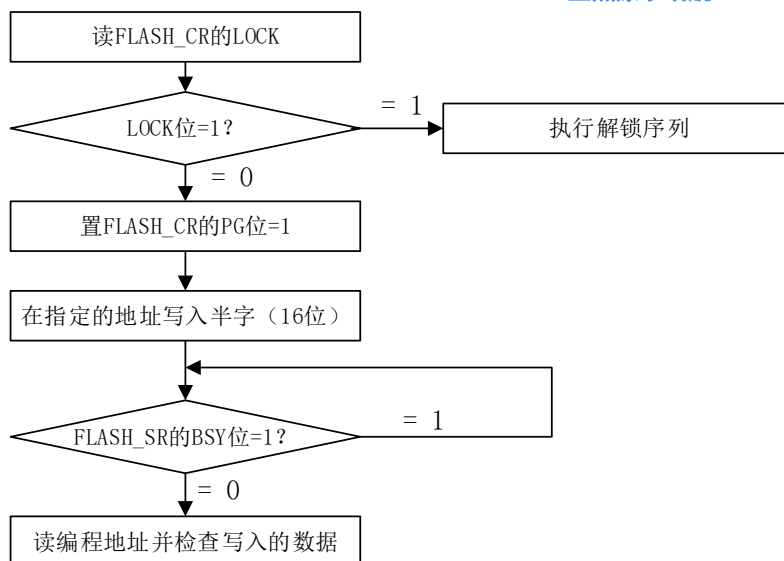 读FLASH_CR的LOCK
LOCK位=1?
= 1
执行解锁序列
= 0
置FLASH_CR的PG位=1
在指定的地址写入半字（16位）
FLASH_SR的BSY位=1?
= 1
= 0
读编程地址并检查写入的数据